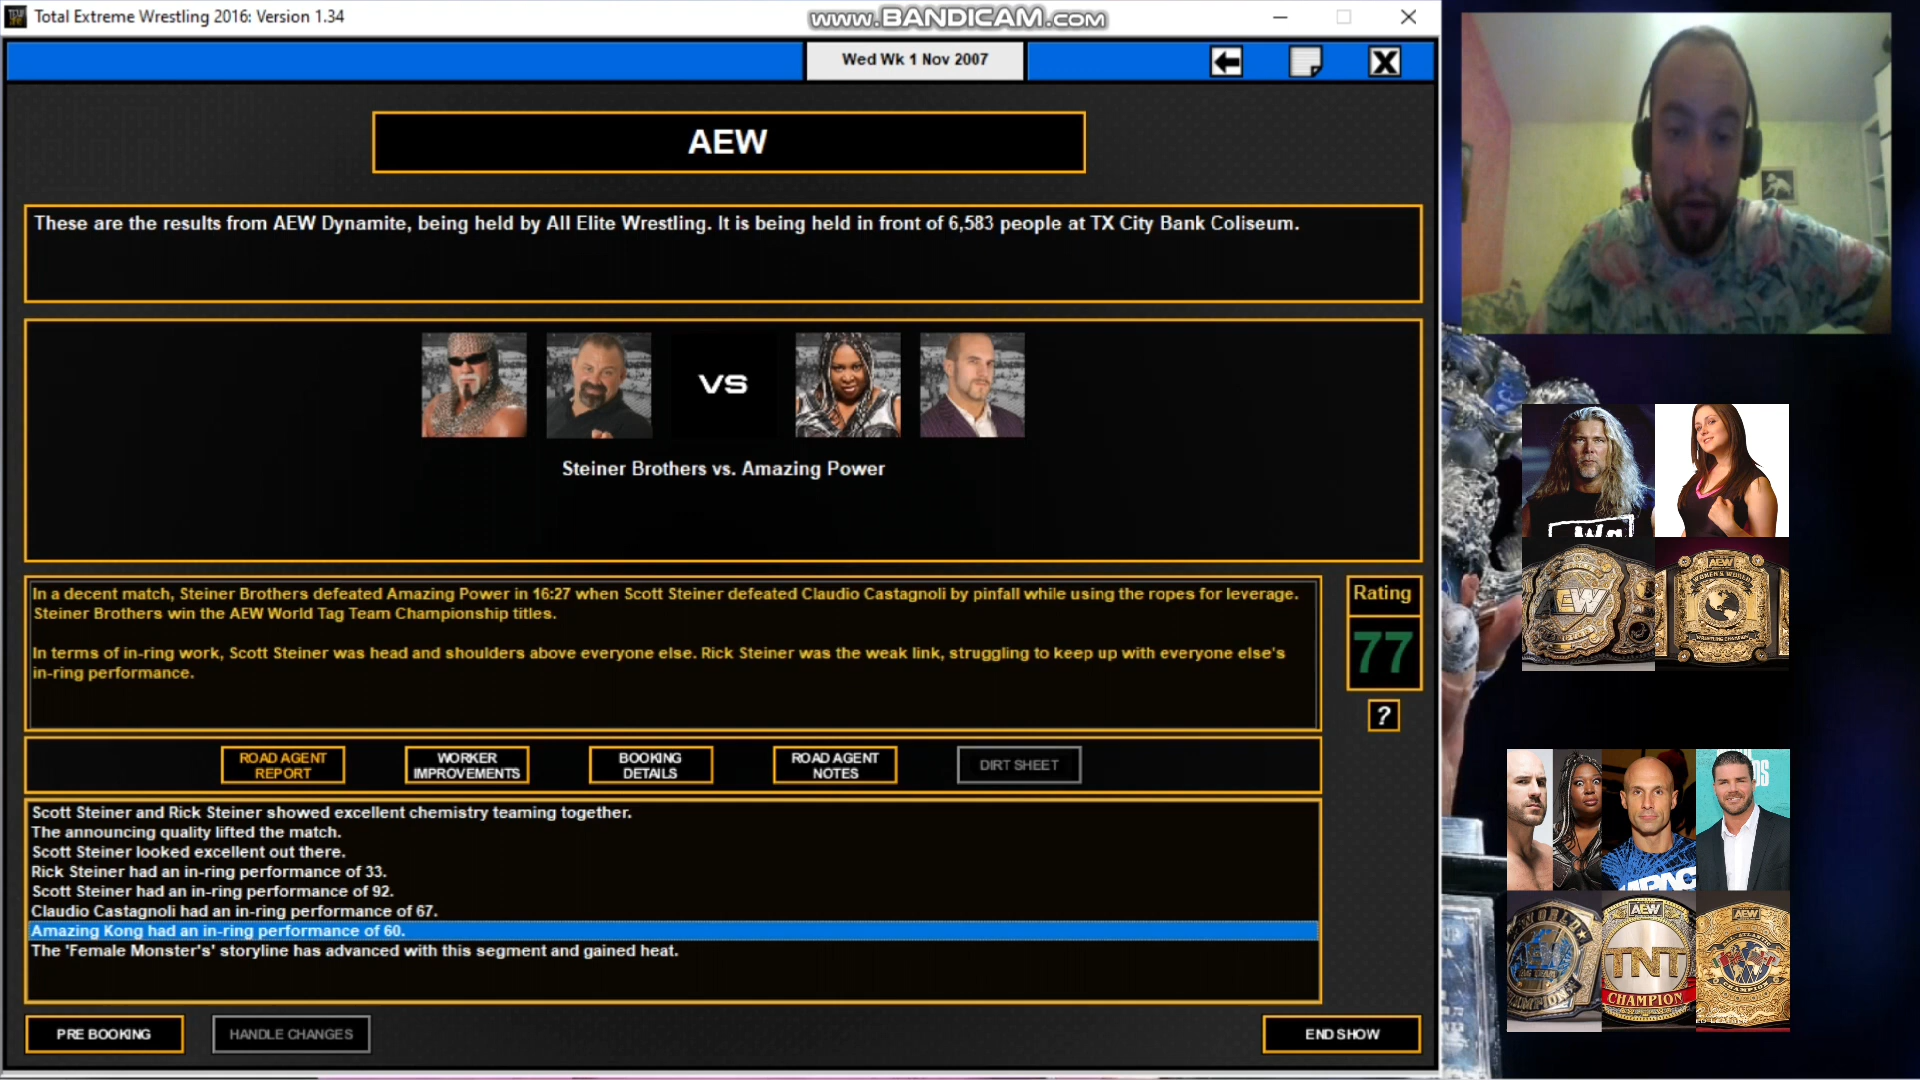 Total Extreme Wrestling 2016: Version 1.34
www.BANDICAM.com
Wed Wk 1 Nov 2007
AEW
These are the results from AEW Dynamite, being held by All Elite Wrestling. It is being held in front of 6,583 people at TX City Bank Coliseum.
VS
Steiner Brothers vs. Amazing Power
In a decent match, Steiner Brothers defeated Amazing Power in 16:27 when Scott Steiner defeated Claudio Castagnoli by pinfall while using the ropes for leverage.
Steiner Brothers win the AEW World Tag Team Championship titles.
In terms of in-ring work, Scott Steiner was head and shoulders above everyone else. Rick Steiner was the weak link, struggling to keep up with everyone else's
in-ring performance.
Rating
77
?
ROAD AGENT
REPORT
WORKER
IMPROVEMENTS
BOOKING
DETAILS
ROAD AGENT
NOTES
DIRT SHEET
Scott Steiner and Rick Steiner showed excellent chemistry teaming together.
The announcing quality lifted the match.
Scott Steiner looked excellent out there.
Rick Steiner had an in-ring performance of 33.
Scott Steiner had an in-ring performance of 92.
Claudio Castagnoli had an in-ring performance of 67.
Amazing Kong had an in-ring performance of 60.
The 'Female Monster's' storyline has advanced with this segment and gained heat.
PRE BOOKING
HANDLE CHANGES
END SHOW
AEW
AEW
WOMEN'S WORLD
IMPAC
WORLD
AEW
TAG TEAM
AEW
TNT
CHAMPION
AEW
CHAMPION